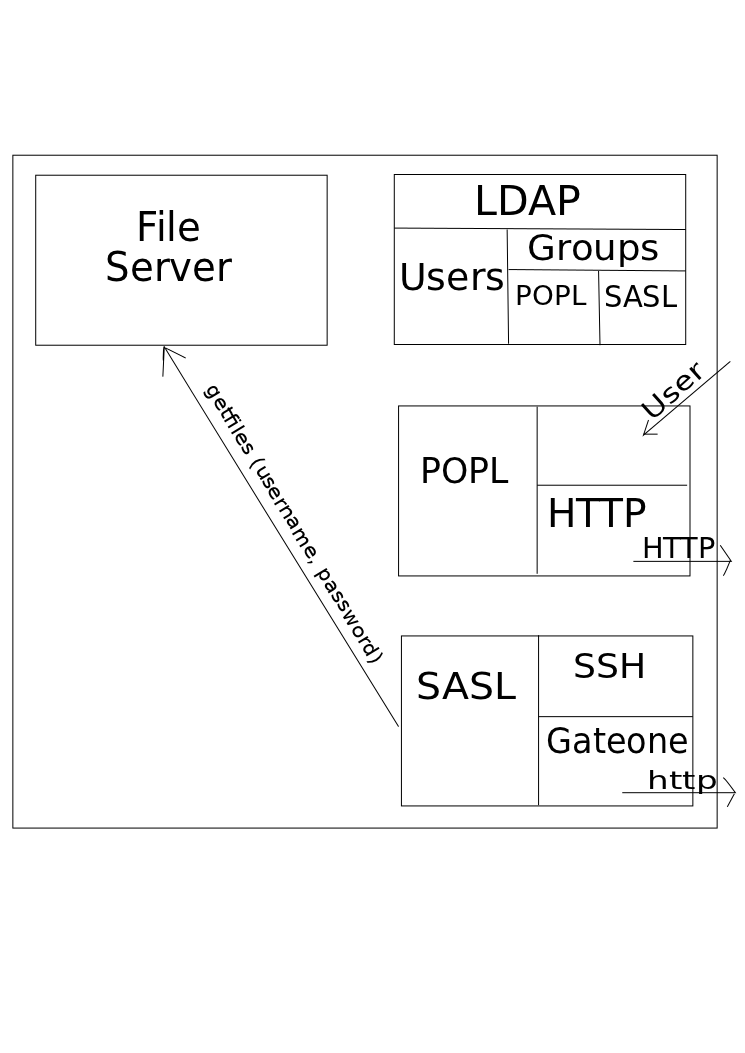 File
Server
LDAP
Users
Groups
POPL
SASL
User
getfiles (username, password)
POPL
HTTP
HTTP
SASL
SSH
Gateone
http